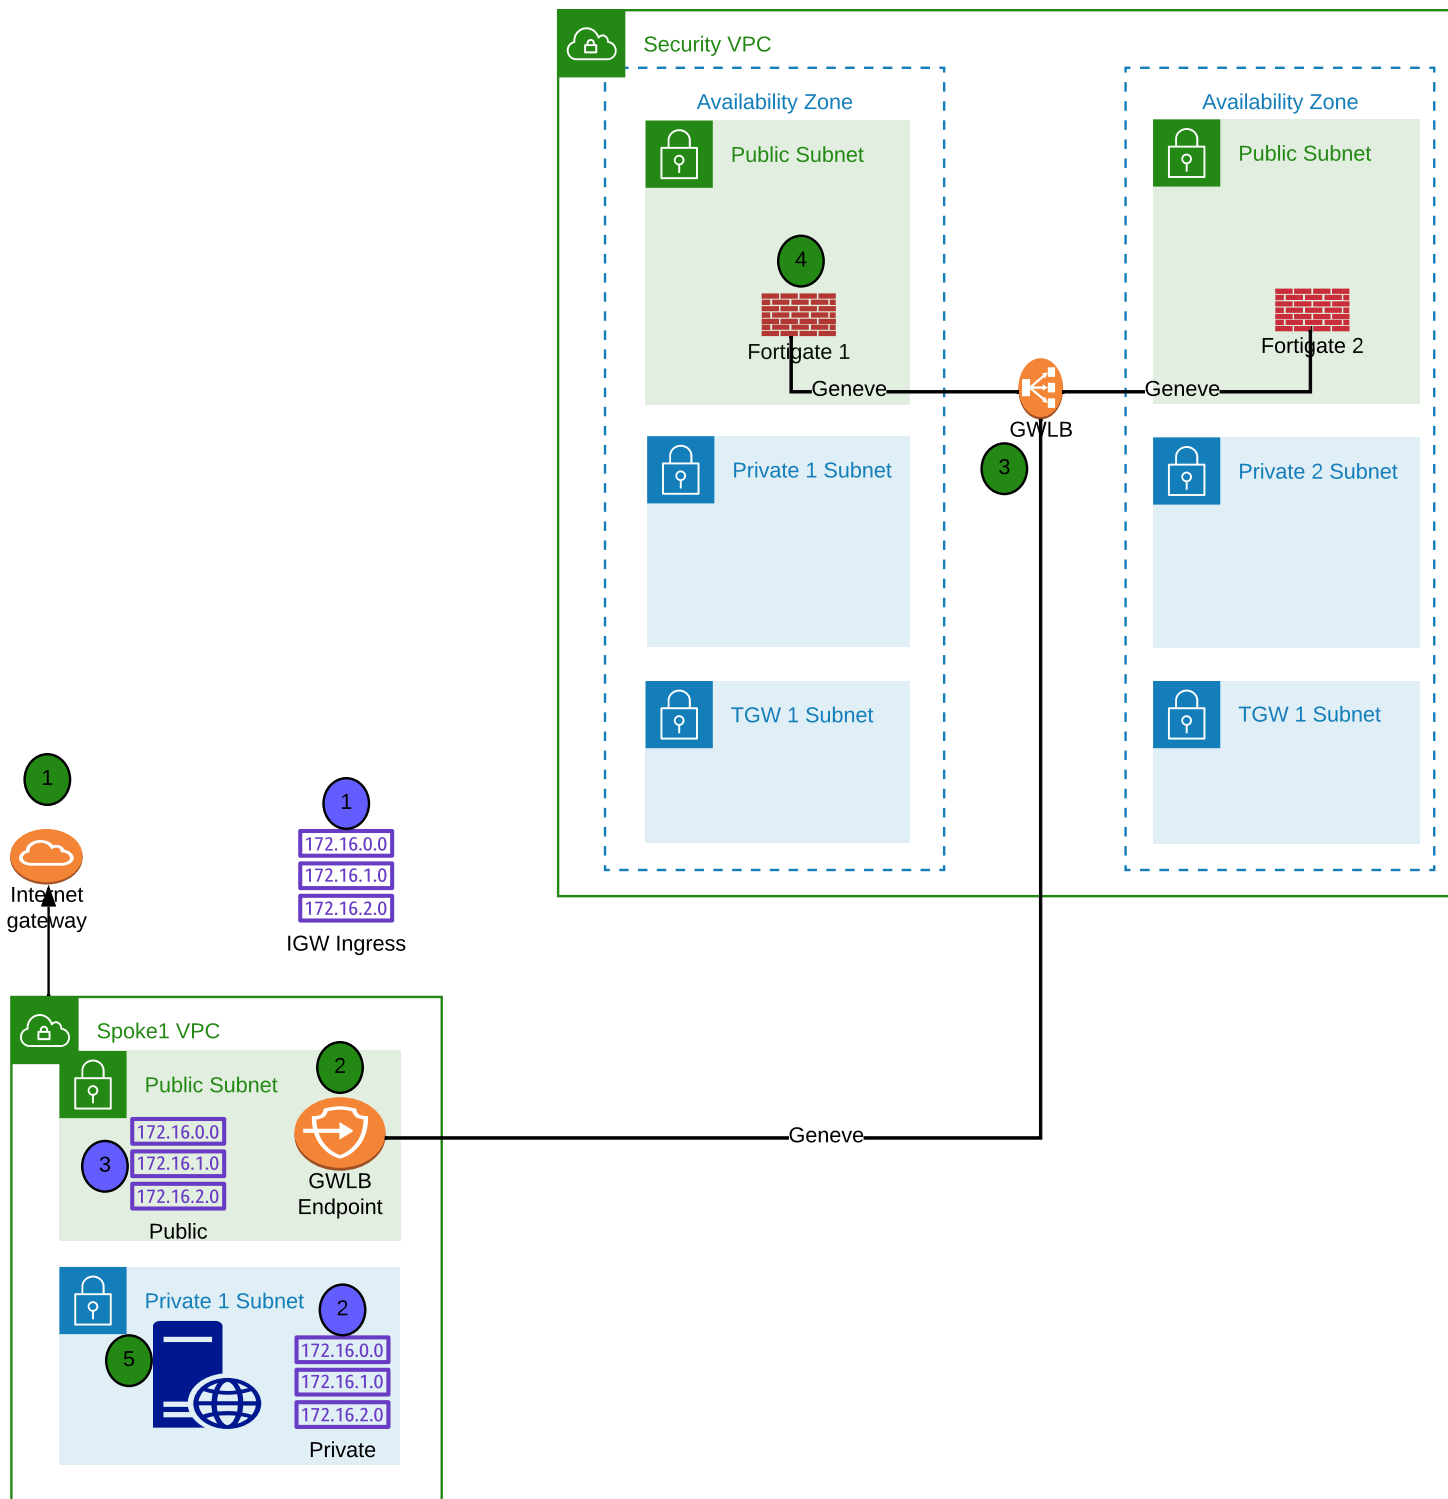 Security VPC
Availability Zone
Public Subnet
4
Fortigate 1
Geneve
Private 1 Subnet
TGW 1 Subnet
GWLB
3
Availability Zone
Public Subnet
Fortigate 2
Geneve
Private 2 Subnet
TGW 1 Subnet
1
Internet
gateway
1
172.16.0.0
172.16.1.0
172.16.2.0
IGW Ingress
Spoke1 VPC
Public Subnet
2
172.16.0.0
172.16.1.0
172.16.2.0
3
Public
GWLB
Endpoint
Geneve
Private 1 Subnet
2
5
172.16.0.0
172.16.1.0
172.16.2.0
Private